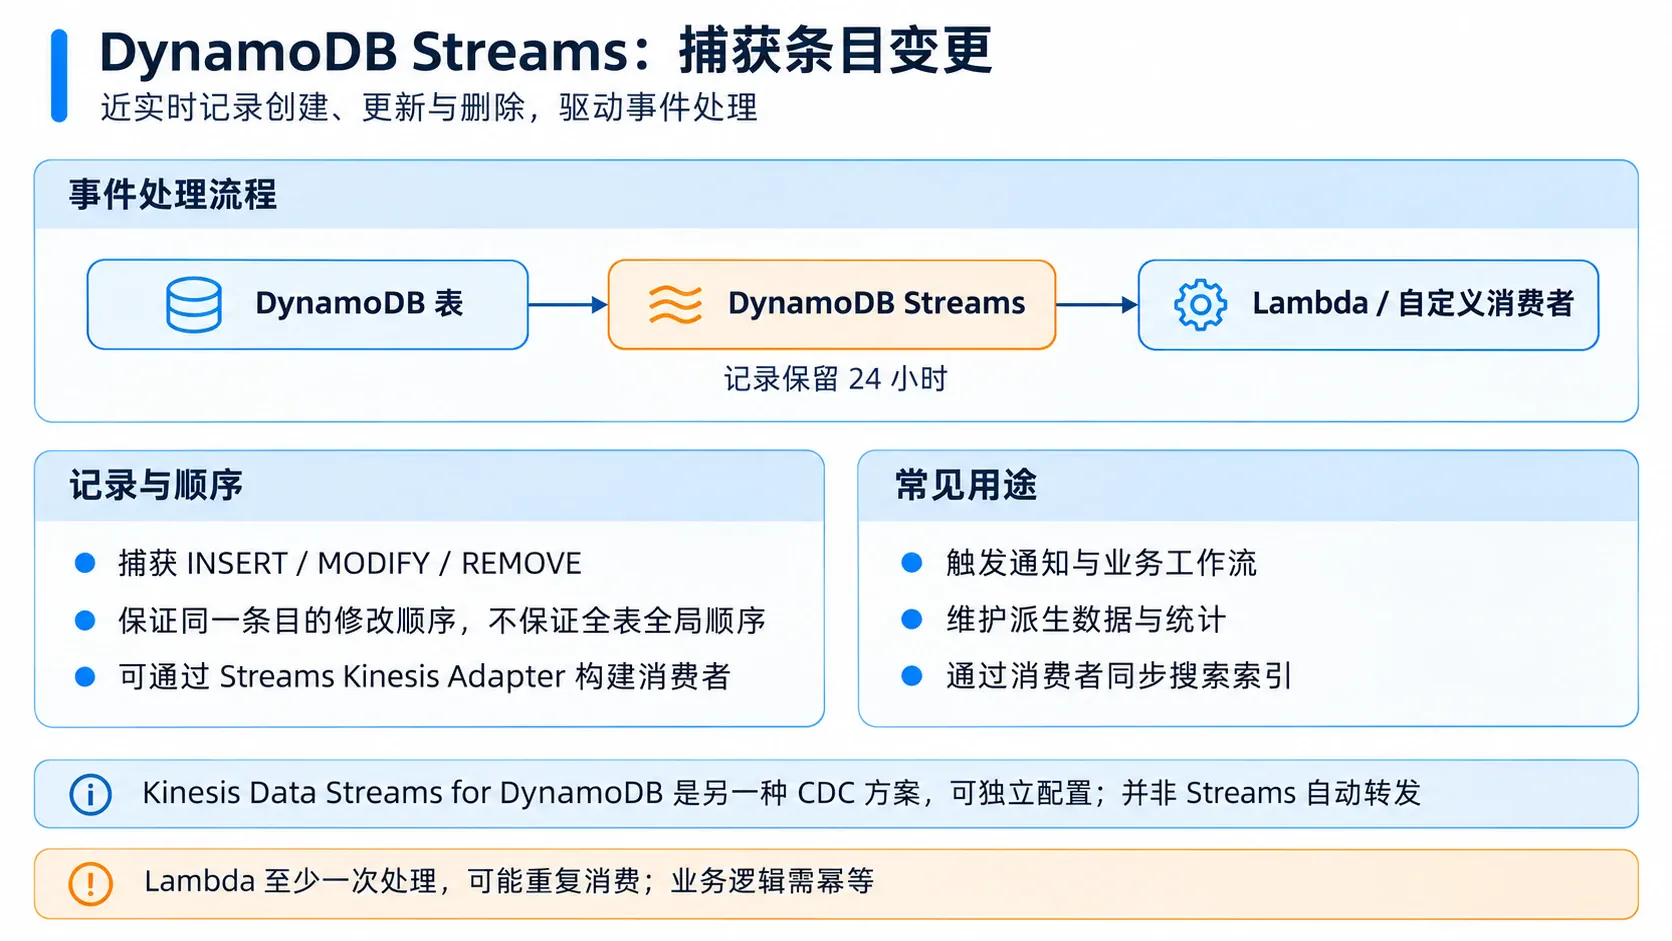 DynamoDB Streams：捕获条目变更
近实时记录创建、更新与删除，驱动事件处理
事件处理流程
DynamoDB 表
DynamoDB Streams
Lambda / 自定义消费者
记录保留 24 小时
记录与顺序
捕获 INSERT / MODIFY / REMOVE
保证同一条目的修改顺序，不保证全表全局顺序
可通过 Streams Kinesis Adapter 构建消费者
常见用途
触发通知与业务工作流
维护派生数据与统计
通过消费者同步搜索索引
Kinesis Data Streams for DynamoDB 是另一种 CDC 方案，可独立配置；并非 Streams 自动转发
Lambda 至少一次处理，可能重复消费；业务逻辑需幂等